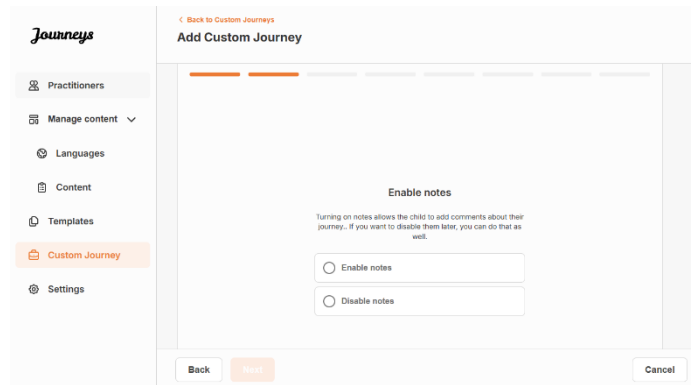 Journeys
Practitioners
Manage content
Languages
Content
Templates
Custom Journey
Settings
Back to Custom Journeys
Add Custom Journey
Enable notes
Turning on notes allows the child to add comments about their
journey.. If you want to disable them later, you can do that as
well.
Enable notes
Disable notes
Back
Next
Cancel